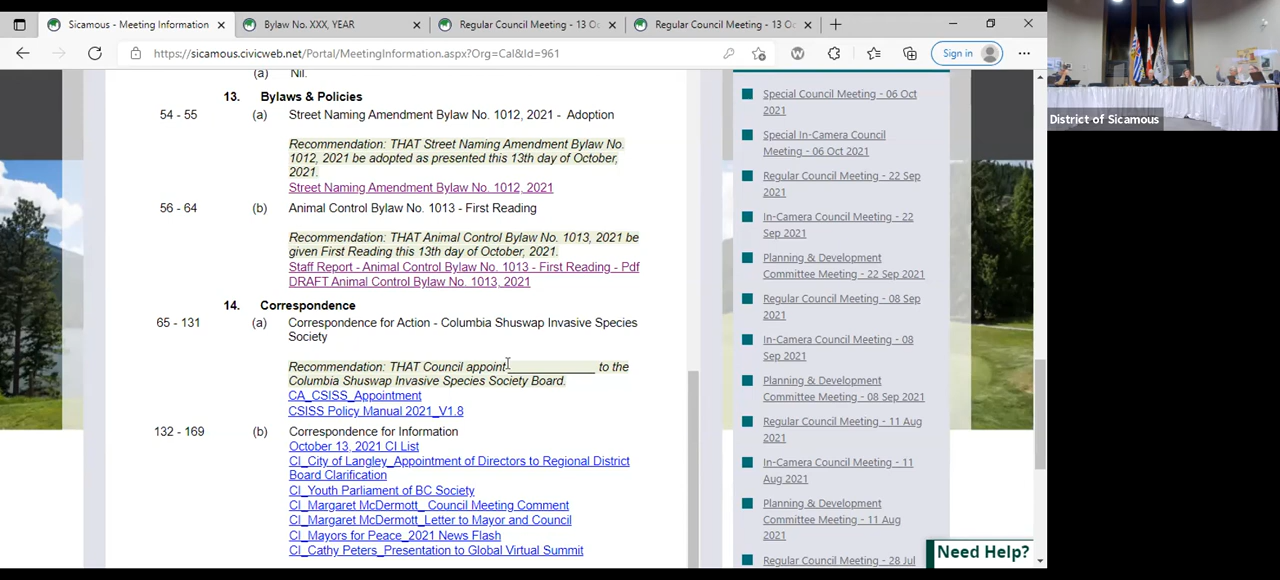 Sicamous - Meeting Information
Bylaw No. XXX, YEAR
Regular Council Meeting - 13 Oc
Regular Council Meeting - 13 Oc
https://sicamous.civicweb.net/Portal/MeetingInformation.aspx?Org=Cal&Id=961
Sign in
(a) Nil.
13. Bylaws & Policies
54 - 55 (a) Street Naming Amendment Bylaw No. 1012, 2021 - Adoption
Recommendation: THAT Street Naming Amendment Bylaw No.
1012, 2021 be adopted as presented this 13th day of October,
2021.
Street Naming Amendment Bylaw No. 1012, 2021
56 - 64 (b) Animal Control Bylaw No. 1013 - First Reading
Recommendation: THAT Animal Control Bylaw No. 1013, 2021 be
given First Reading this 13th day of October, 2021.
Staff Report - Animal Control Bylaw No. 1013 - First Reading - Pdf
DRAFT Animal Control Bylaw No. 1013, 2021
14. Correspondence
65 - 131 (a) Correspondence for Action - Columbia Shuswap Invasive Species
Society
Recommendation: THAT Council appoint_____________ to the
Columbia Shuswap Invasive Species Society Board.
CA_CSISS_Appointment
CSISS Policy Manual 2021_V1.8
132 - 169 (b) Correspondence for Information
October 13, 2021 CI List
CI_City of Langley_Appointment of Directors to Regional District
Board Clarification
CI_Youth Parliament of BC Society
CI_Margaret McDermott_ Council Meeting Comment
CI_Margaret McDermott_Letter to Mayor and Council
CI_Mayors for Peace_2021 News Flash
CI_Cathy Peters_Presentation to Global Virtual Summit
Special Council Meeting - 06 Oct
2021
Special In-Camera Council
Meeting - 06 Oct 2021
Regular Council Meeting - 22 Sep
2021
In-Camera Council Meeting - 22
Sep 2021
Planning & Development
Committee Meeting - 22 Sep 2021
Regular Council Meeting - 08 Sep
2021
In-Camera Council Meeting - 08
Sep 2021
Planning & Development
Committee Meeting - 08 Sep 2021
Regular Council Meeting - 11 Aug
2021
In-Camera Council Meeting - 11
Aug 2021
Planning & Development
Committee Meeting - 11 Aug
2021
Regular Council Meeting - 28 Jul
Need Help?
District of Sicamous